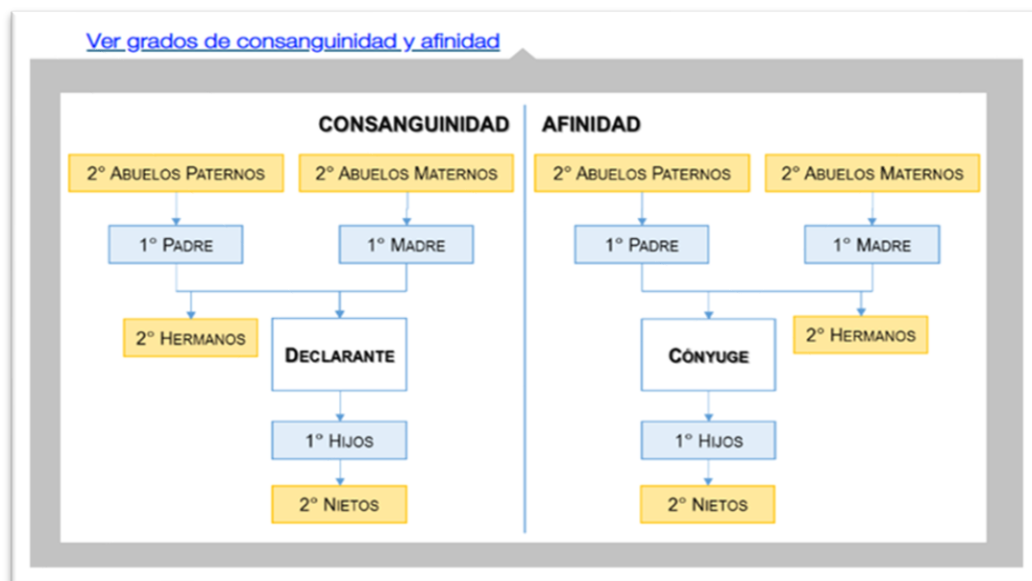 Ver grados de consanguinidad y afinidad
CONSANGUINIDAD
AFINIDAD
2° ABUELOS PATERNOS
2° ABUELOS MATERNOS
2° ABUELOS PATERNOS
2° ABUELOS MATERNOS
1° PADRE
1° MADRE
1° PADRE
1° MADRE
2° HERMANOS
DECLARANTE
CÓNYUGE
2° HERMANOS
1° HIJOS
1° HIJOS
2° NIETOS
2° NIETOS